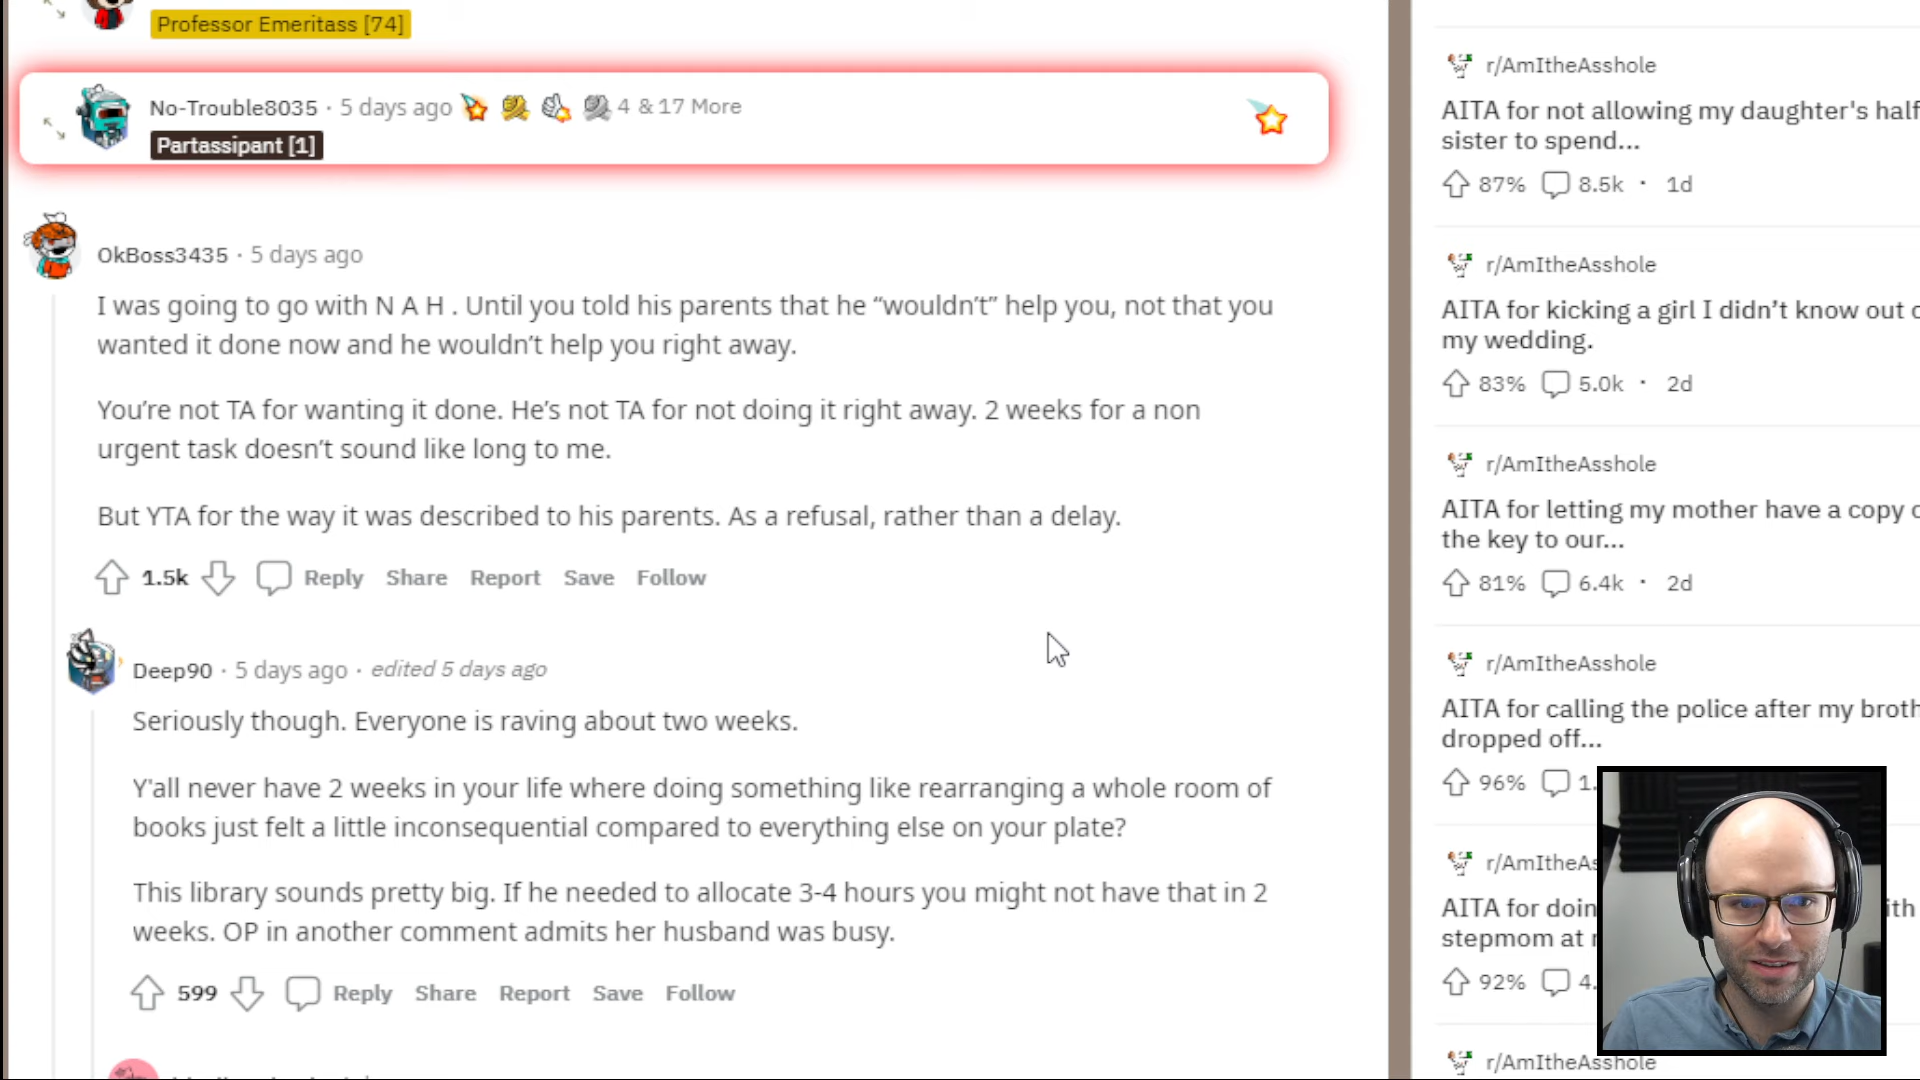 Professor Emeritass [74]
No-Trouble8035 · 5 days ago 4 & 17 More
Partassipant [1]
OkBoss3435 · 5 days ago
I was going to go with N A H . Until you told his parents that he “wouldn’t” help you, not that you
wanted it done now and he wouldn’t help you right away.
You’re not TA for wanting it done. He’s not TA for not doing it right away. 2 weeks for a non
urgent task doesn’t sound like long to me.
But YTA for the way it was described to his parents. As a refusal, rather than a delay.
1.5k Reply Share Report Save Follow
Deep90 · 5 days ago · edited 5 days ago
Seriously though. Everyone is raving about two weeks.
Y'all never have 2 weeks in your life where doing something like rearranging a whole room of
books just felt a little inconsequential compared to everything else on your plate?
This library sounds pretty big. If he needed to allocate 3-4 hours you might not have that in 2
weeks. OP in another comment admits her husband was busy.
599 Reply Share Report Save Follow
r/AmItheAsshole
AITA for not allowing my daughter's half
sister to spend...
87% 8.5k · 1d
r/AmItheAsshole
AITA for kicking a girl I didn’t know out
my wedding.
83% 5.0k · 2d
r/AmItheAsshole
AITA for letting my mother have a copy
the key to our...
81% 6.4k · 2d
r/AmItheAsshole
AITA for calling the police after my broth
dropped off...
96% 1.
r/AmItheAs
AITA for doin ith
stepmom at
92% 4.
r/AmItheAsshole